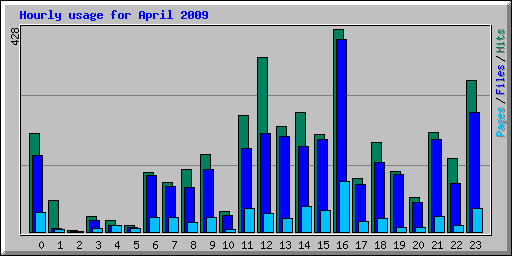 Hourly usage for April 2009
428
Pages / Files / Hits
0 1 2 3 4 5 6 7 8 9 10 11 12 13 14 15 16 17 18 19 20 21 22 23